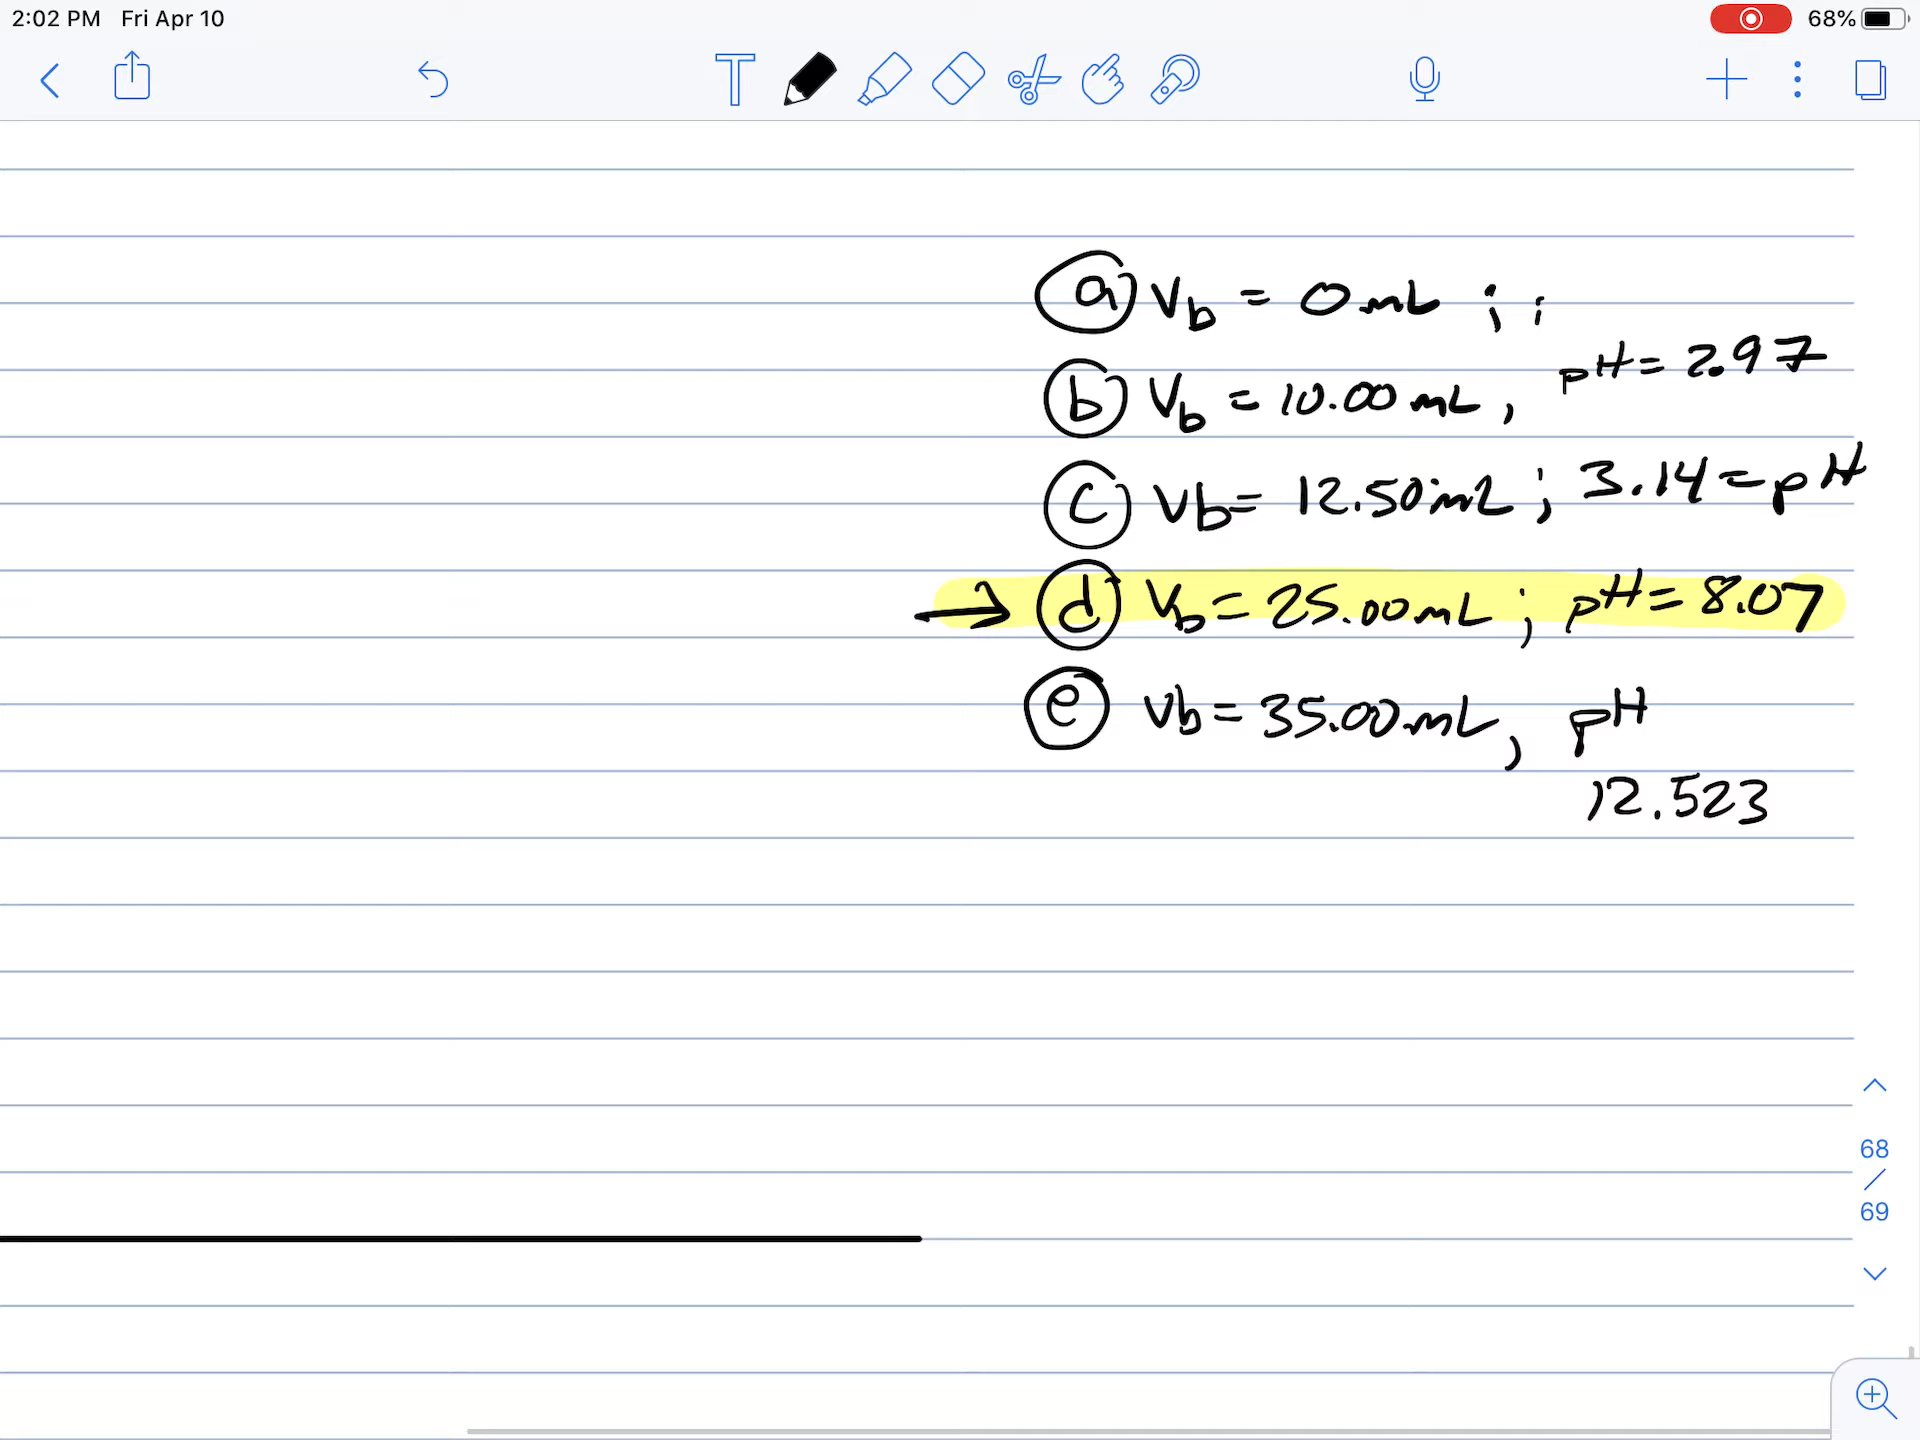 2:02 PM Fri Apr 10 68%
T
ⓐ Vb = 0 mL ; ;
pH = 2.97
ⓑ Vb = 10.00 mL ,
ⓒ Vb = 12.50 mL ; 3.14 = pH
→ ⓓ Vb = 25.00 mL ; pH = 8.07
ⓔ Vb = 35.00 mL , pH
12.523
68
/
69